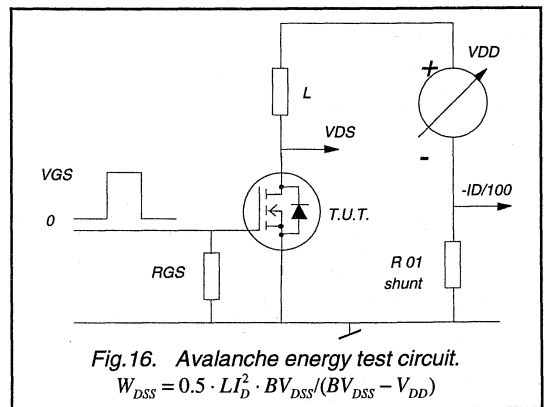 VDD
+
L
VDS
-
VGS
0
-ID/100
T.U.T.
RGS
R 01
shunt
Fig.16. Avalanche energy test circuit.
W_DSS = 0.5 · LI_D^2 · BV_DSS/(BV_DSS − V_DD)